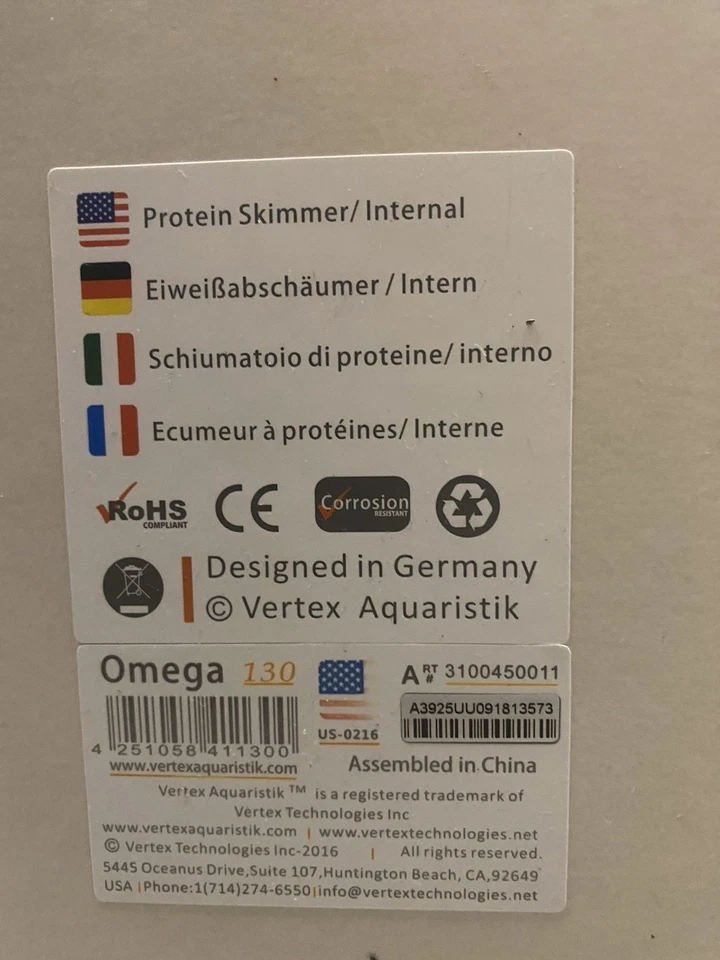 Protein Skimmer/ Internal
Eiweißabschäumer / Intern
Schiumatoio di proteine/ interno
Ecumeur à protéines/ Interne
RoHS
COMPLIANT
CE
Corrosion
RESISTANT
Designed in Germany
© Vertex Aquaristik
Omega 130
ART# 3100450011
A3925UU091813573
4 251058 411300
US-0216
www.vertexaquaristik.com
Assembled in China
Vertex Aquaristik ™ is a registered trademark of
Vertex Technologies Inc
www.vertexaquaristik.com | www.vertextechnologies.net
© Vertex Technologies Inc-2016 | All rights reserved.
5445 Oceanus Drive,Suite 107,Huntington Beach, CA,92649
USA |Phone:1(714)274-6550|info@vertextechnologies.net